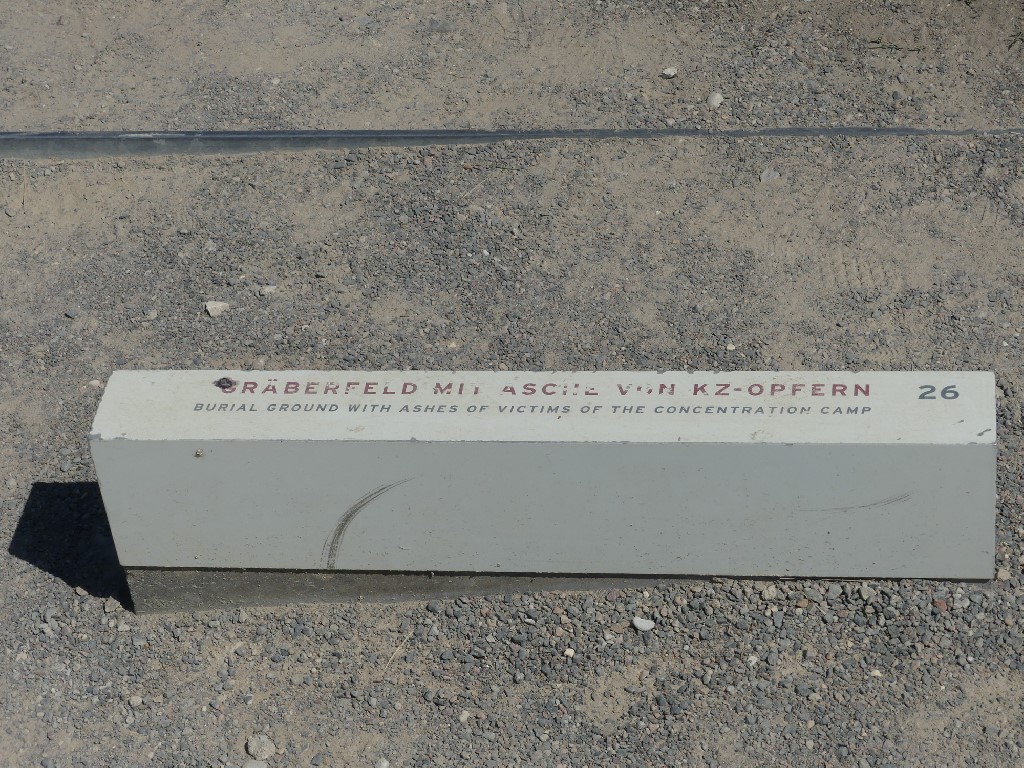 GRÄBERFELD MIT ASCHE VON KZ-OPFERN 26
BURIAL GROUND WITH ASHES OF VICTIMS OF THE CONCENTRATION CAMP